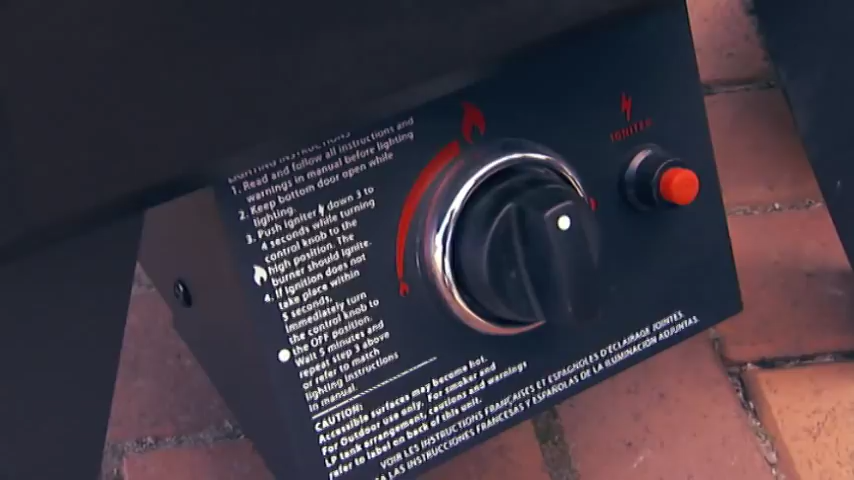 LIGHTING INSTRUCTIONS
1. Read and follow all instructions and
warnings in manual before lighting
2. Keep bottom door open while
lighting.
3. Push igniter down 3 to
4 seconds while turning
control knob to the
high position. The
burner should ignite.
4. If ignition does not
take place within
5 seconds,
immediately turn
the control knob to
the OFF position.
Wait 5 minutes and
repeat step 3 above
or refer to match
lighting instructions
in manual.
CAUTION:
Accessible surfaces may become hot.
For Outdoor use only. For smoker and
LP tank arrangement, cautions and warnings
refer to label on back of this unit.
VOIR LES INSTRUCTIONS FRANÇAISES ET ESPAGNOLES D'ÉCLAIRAGE JOINTES.
LAS INSTRUCCIONES FRANCESAS Y ESPAÑOLAS DE LA ILUMINACIÓN ADJUNTAS.
IGNITER